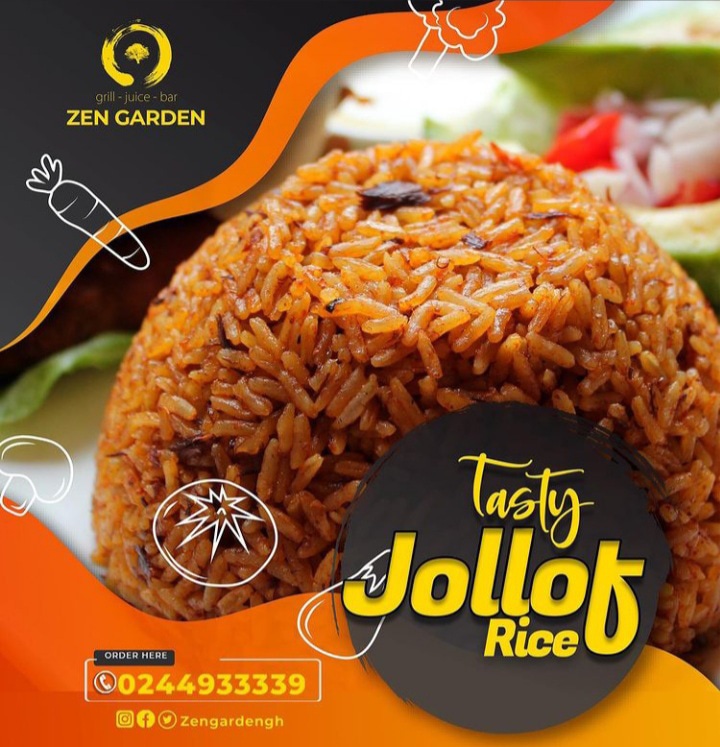 grill - juice - bar
ZEN GARDEN
Tasty
Jollof
Rice
ORDER HERE
0244933339
Zengardengh